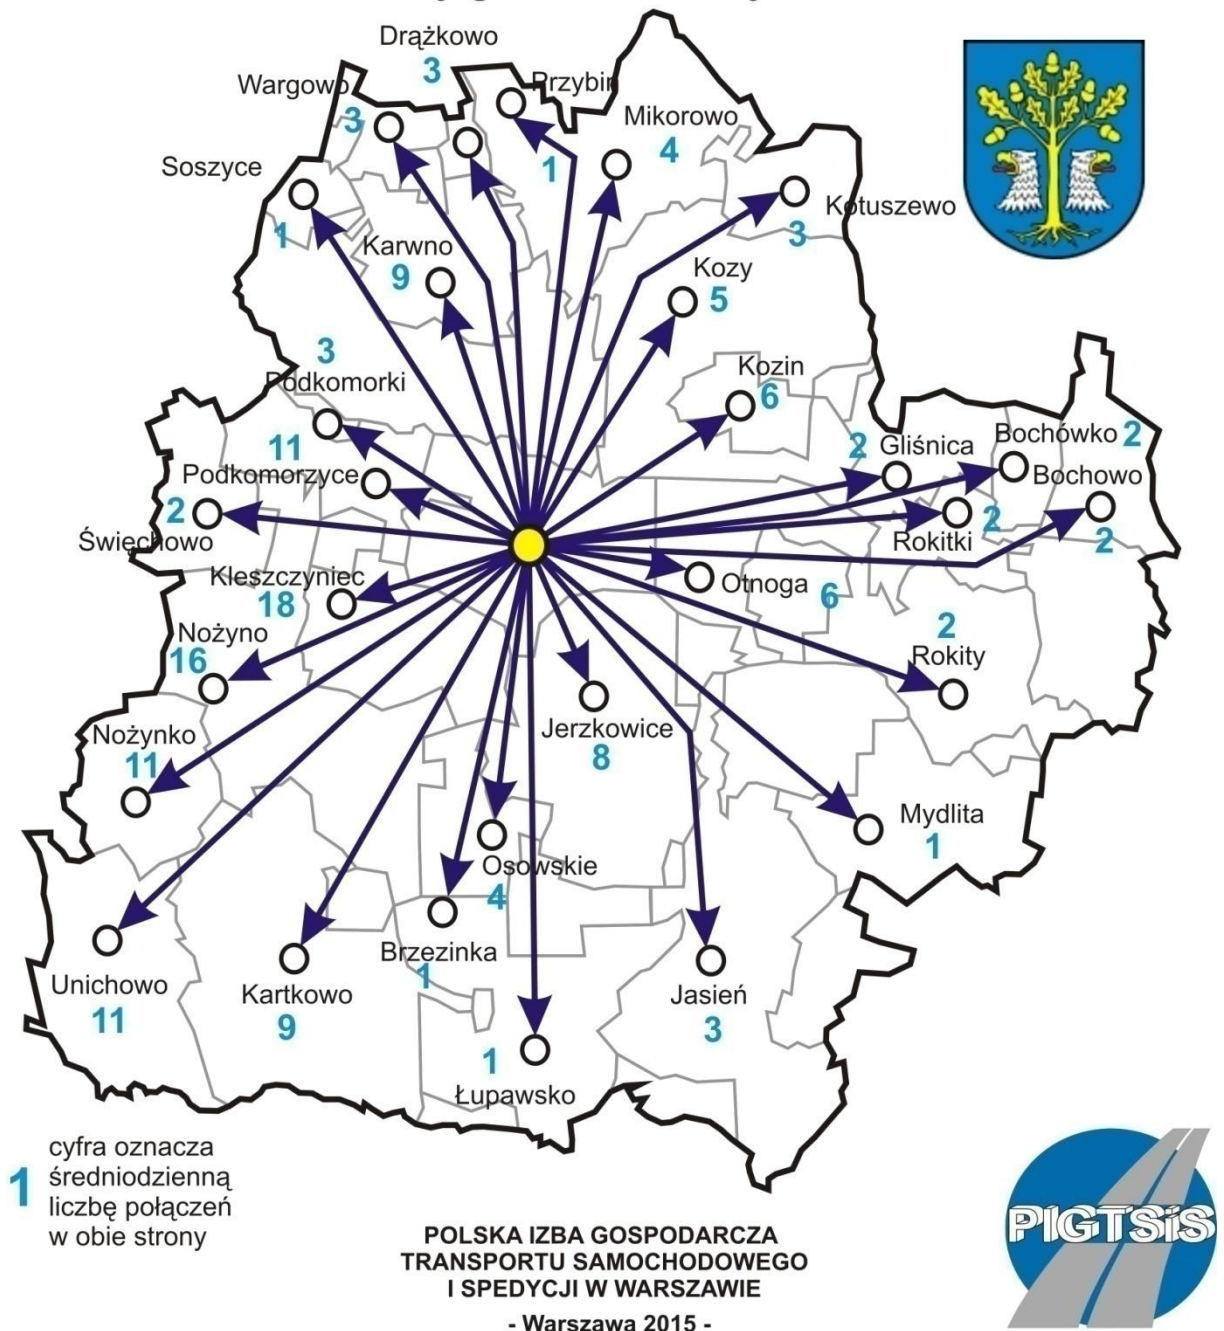 Drążkowo
3
Wargowo
3
Przybin
1
Mikorowo
4
Soszyce
1
Kotuszewo
3
Karwno
9
Kozy
5
3
Podkomorki
Kozin
6
11
Podkomorzyce
2
Gliśnica
Bochówko
2
Bochowo
2
2
Święchowo
Rokitki
2
Kleszczyniec
18
Otnoga
6
Nożyno
16
2
Rokity
Nożynko
11
Jerzkowice
8
Mydlita
1
Osowskie
4
Brzezinka
1
Unichowo
11
Kartkowo
9
Jasień
3
1
Łupawsko
1
cyfra oznacza
średniodzienną
liczbę połączeń
w obie strony
POLSKA IZBA GOSPODARCZA
TRANSPORTU SAMOCHODOWEGO
I SPEDYCJI W WARSZAWIE
- Warszawa 2015 -
PIGTSiS